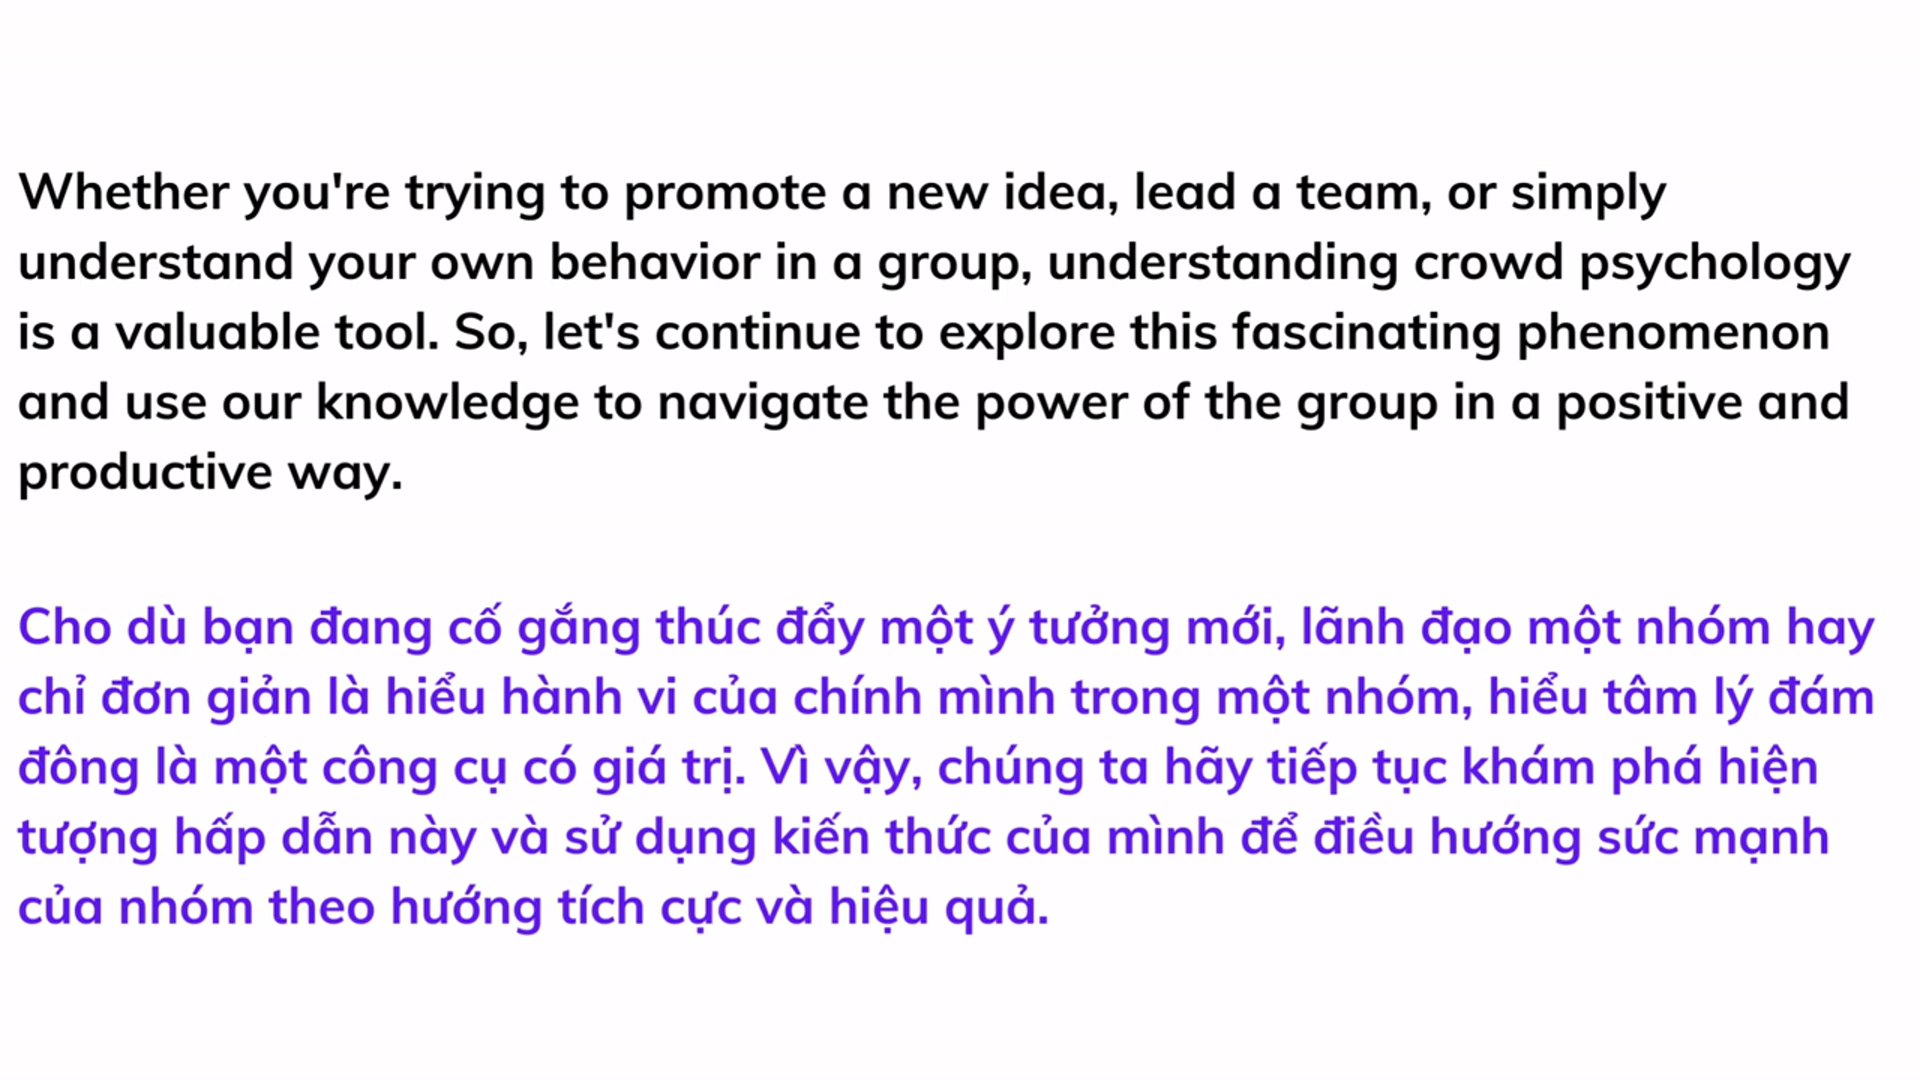 Whether you're trying to promote a new idea, lead a team, or simply
understand your own behavior in a group, understanding crowd psychology
is a valuable tool. So, let's continue to explore this fascinating phenomenon
and use our knowledge to navigate the power of the group in a positive and
productive way.
Cho dù bạn đang cố gắng thúc đẩy một ý tưởng mới, lãnh đạo một nhóm hay
chỉ đơn giản là hiểu hành vi của chính mình trong một nhóm, hiểu tâm lý đám
đông là một công cụ có giá trị. Vì vậy, chúng ta hãy tiếp tục khám phá hiện
tượng hấp dẫn này và sử dụng kiến thức của mình để điều hướng sức mạnh
của nhóm theo hướng tích cực và hiệu quả.